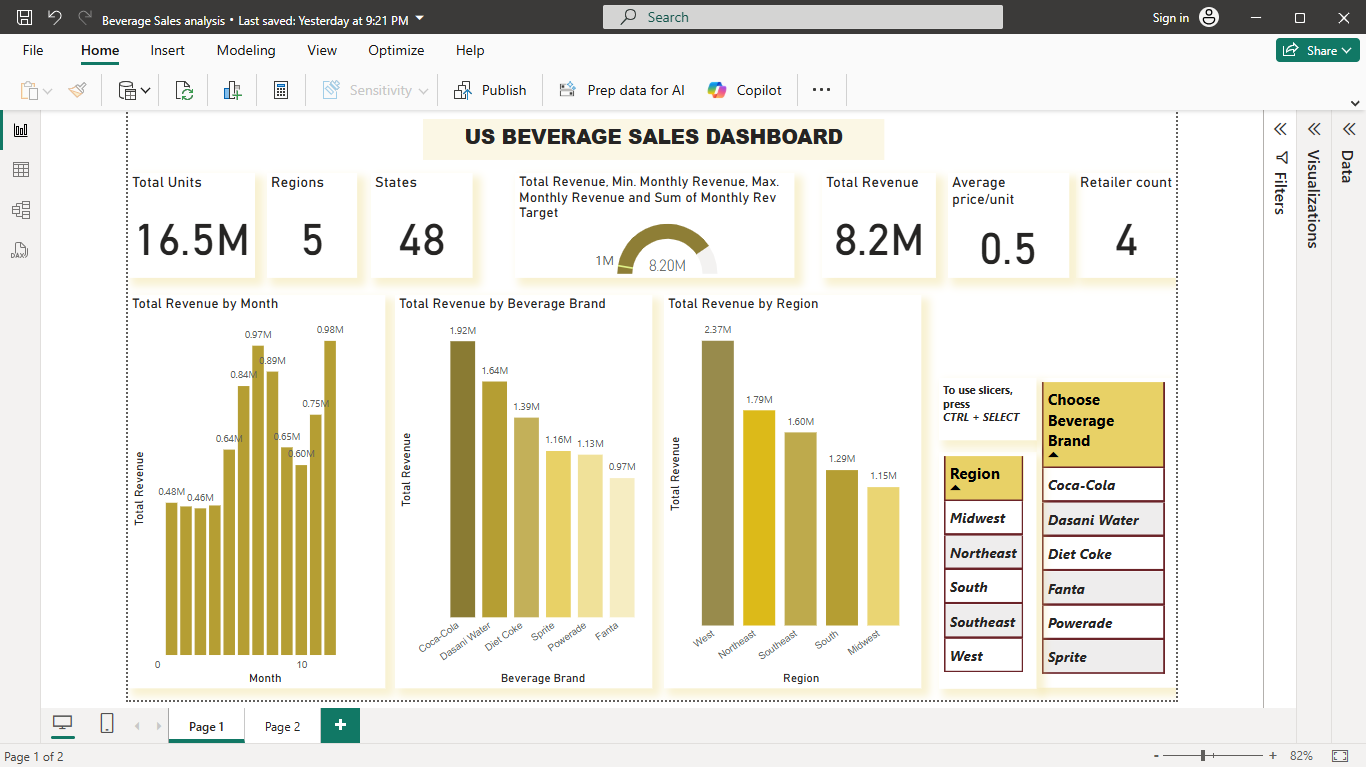 Beverage Sales analysis • Last saved: Yesterday at 9:21 PM
Search
Sign in
File Home Insert Modeling View Optimize Help
Share
Sensitivity
Publish
Prep data for AI
Copilot
US BEVERAGE SALES DASHBOARD
Total Units
16.5M
Regions
5
States
48
Total Revenue, Min. Monthly Revenue, Max.
Monthly Revenue and Sum of Monthly Rev
Target
1M
8.20M
Total Revenue
8.2M
Average
price/unit
0.5
Retailer count
4
Total Revenue by Month
Total Revenue
0.48M
0.46M
0.64M
0.84M
0.97M
0.89M
0.65M
0.60M
0.75M
0.98M
0
10
Month
Total Revenue by Beverage Brand
Total Revenue
1.92M
1.64M
1.39M
1.16M
1.13M
0.97M
Coca-Cola
Dasani Water
Diet Coke
Sprite
Powerade
Fanta
Beverage Brand
Total Revenue by Region
Total Revenue
2.37M
1.79M
1.60M
1.29M
1.15M
West
Northeast
Southeast
South
Midwest
Region
To use slicers,
press
CTRL + SELECT
Region
Midwest
Northeast
South
Southeast
West
Choose
Beverage
Brand
Coca-Cola
Dasani Water
Diet Coke
Fanta
Powerade
Sprite
Filters
Visualizations
Data
DAX
Page 1
Page 2
+
Page 1 of 2
- + 82%